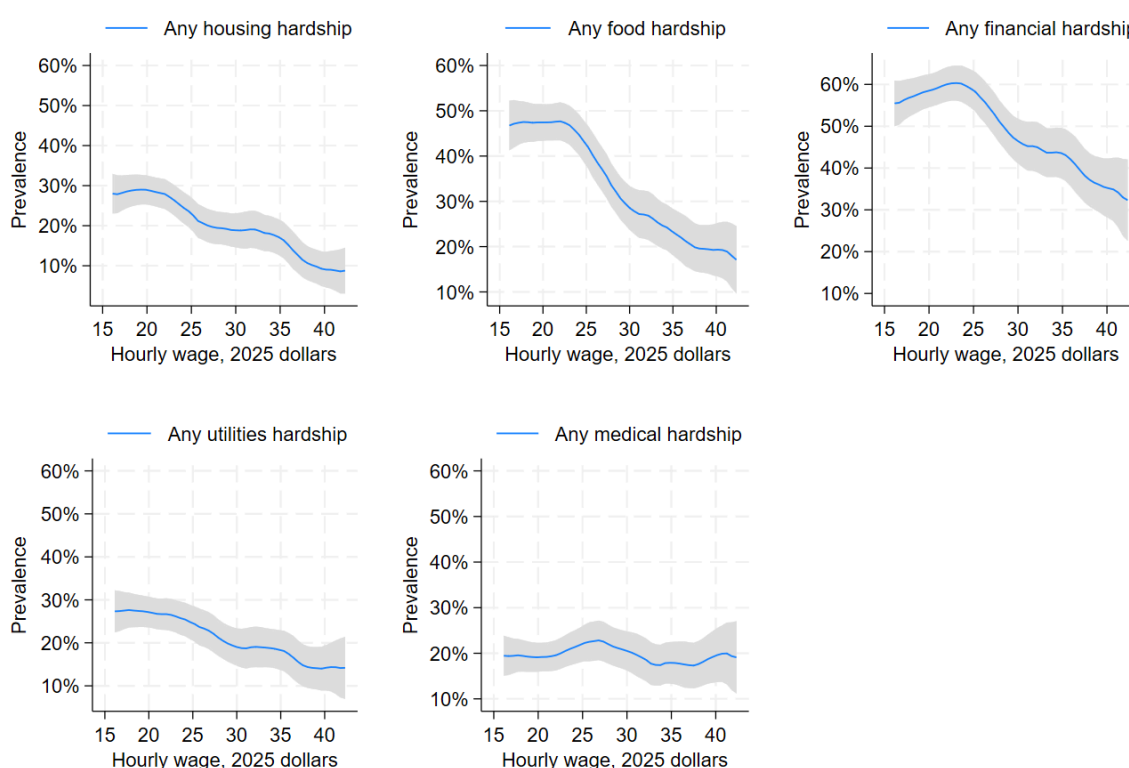 Any housing hardship
60%
50%
40%
30%
20%
10%
Prevalence
15 20 25 30 35 40
Hourly wage, 2025 dollars
Any food hardship
60%
50%
40%
30%
20%
10%
Prevalence
15 20 25 30 35 40
Hourly wage, 2025 dollars
Any financial hardship
60%
50%
40%
30%
20%
10%
Prevalence
15 20 25 30 35 40
Hourly wage, 2025 dollars
Any utilities hardship
60%
50%
40%
30%
20%
10%
Prevalence
15 20 25 30 35 40
Hourly wage, 2025 dollars
Any medical hardship
60%
50%
40%
30%
20%
10%
Prevalence
15 20 25 30 35 40
Hourly wage, 2025 dollars